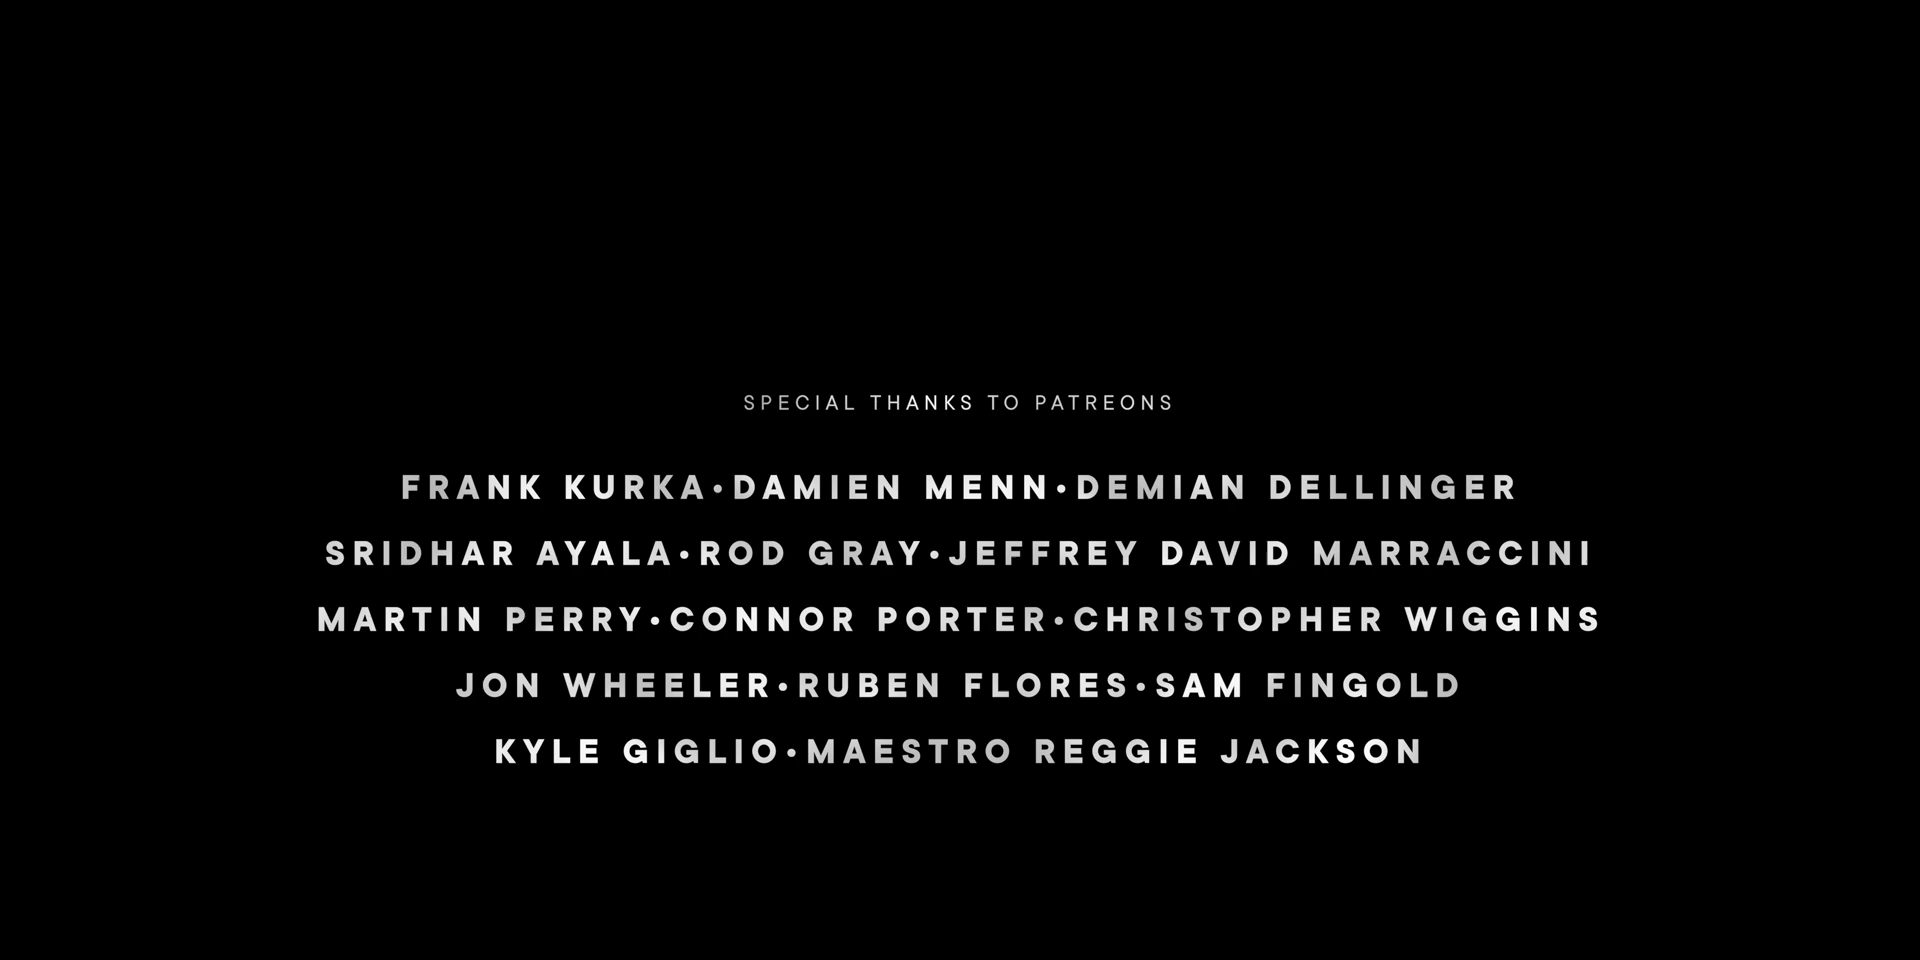 SPECIAL THANKS TO PATREONS
FRANK KURKA•DAMIEN MENN•DEMIAN DELLINGER
SRIDHAR AYALA•ROD GRAY•JEFFREY DAVID MARRACCINI
MARTIN PERRY•CONNOR PORTER•CHRISTOPHER WIGGINS
JON WHEELER•RUBEN FLORES•SAM FINGOLD
KYLE GIGLIO•MAESTRO REGGIE JACKSON